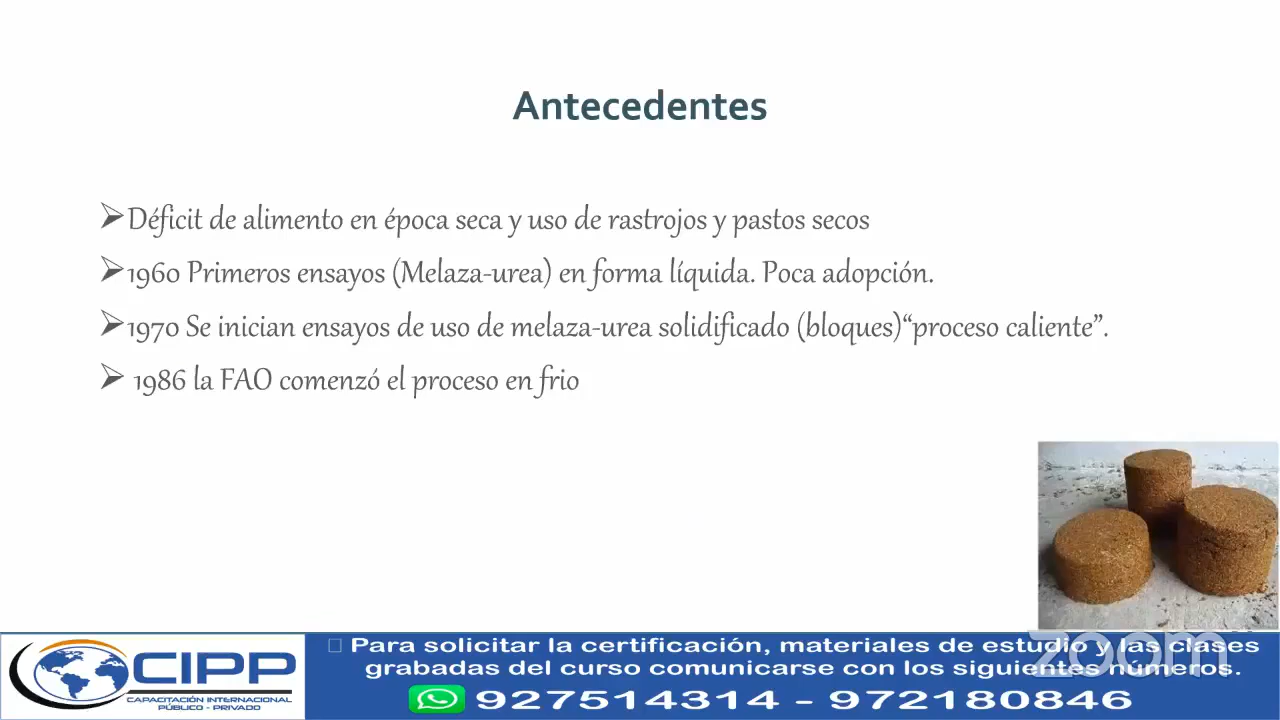 Antecedentes
➢Déficit de alimento en época seca y uso de rastrojos y pastos secos
➢1960 Primeros ensayos (Melaza-urea) en forma líquida. Poca adopción.
➢1970 Se inician ensayos de uso de melaza-urea solidificado (bloques)“proceso caliente”.
➢ 1986 la FAO comenzó el proceso en frio
zoom
CIPP
CAPACITACIÓN INTERNACIONAL
PÚBLICO - PRIVADO
Para solicitar la certificación, materiales de estudio y las clases
grabadas del curso comunicarse con los siguientes números.
927514314 - 972180846